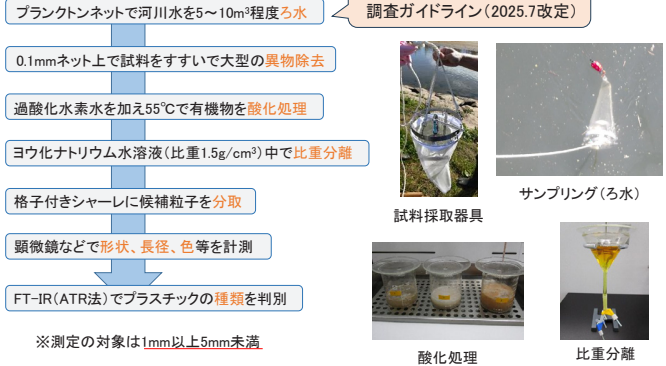 プランクトンネットで河川水を5～10m³程度ろ水
調査ガイドライン（2025.7改定）
0.1mmネット上で試料をすすいで大型の異物除去
過酸化水素水を加え55℃で有機物を酸化処理
ヨウ化ナトリウム水溶液（比重1.5g/cm³）中で比重分離
格子付きシャーレに候補粒子を分取
顕微鏡などで形状、長径、色等を計測
FT-IR（ATR法）でプラスチックの種類を判別
※測定の対象は1mm以上5mm未満
試料採取器具
サンプリング（ろ水）
酸化処理
比重分離